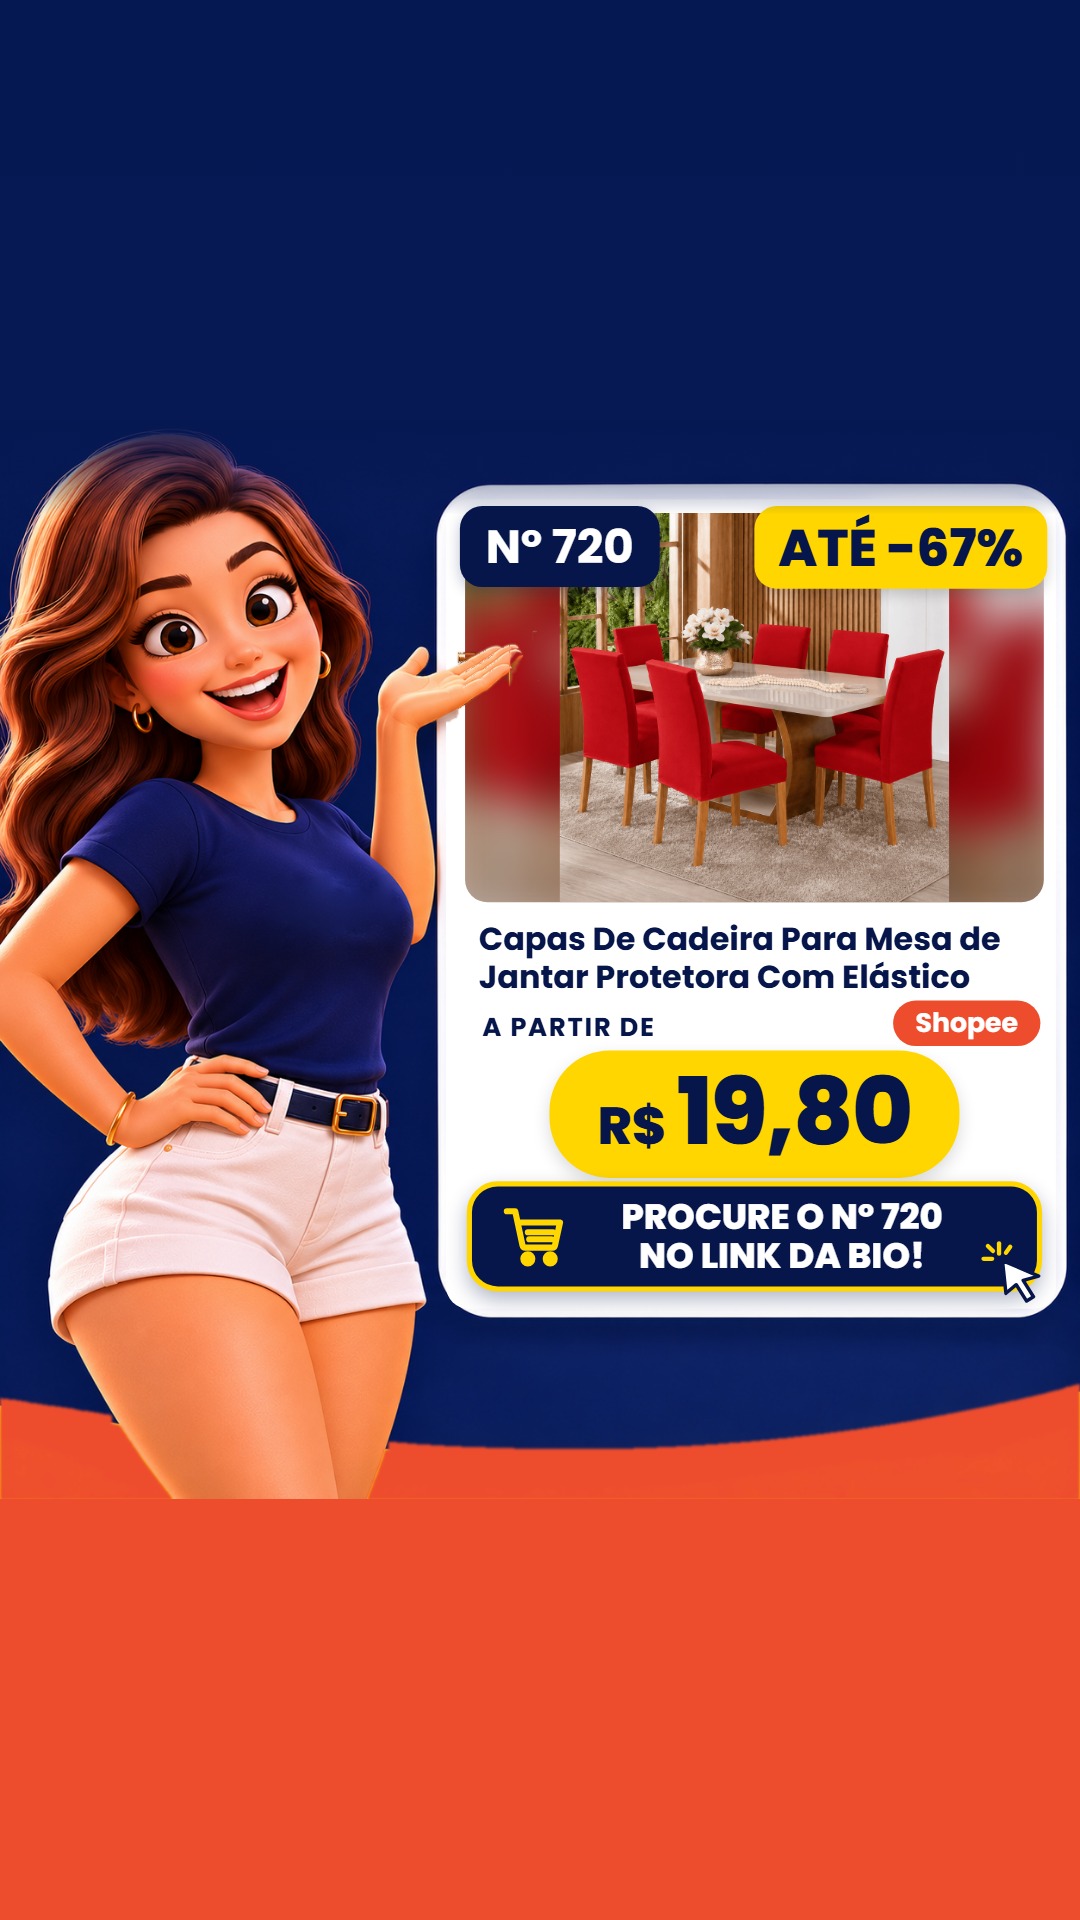 Nº 720
ATÉ -67%
Capas De Cadeira Para Mesa de
Jantar Protetora Com Elástico
A PARTIR DE
Shopee
R$ 19,80
PROCURE O Nº 720
NO LINK DA BIO!